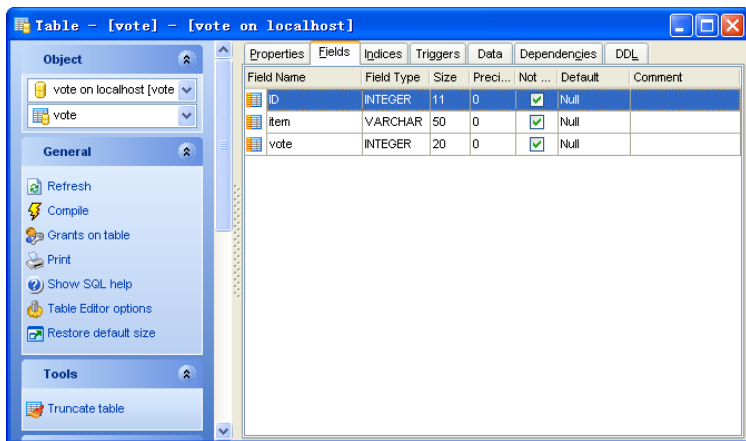 Table - [vote] - [vote on localhost]
Object
vote on localhost [vote
vote
General
Refresh
Compile
Grants on table
Print
Show SQL help
Table Editor options
Restore default size
Tools
Truncate table
Properties Fields Indices Triggers Data Dependencies DDL
Field Name Field Type Size Preci... Not ... Default Comment
ID INTEGER 11 0 Null
item VARCHAR 50 0 Null
vote INTEGER 20 0 Null